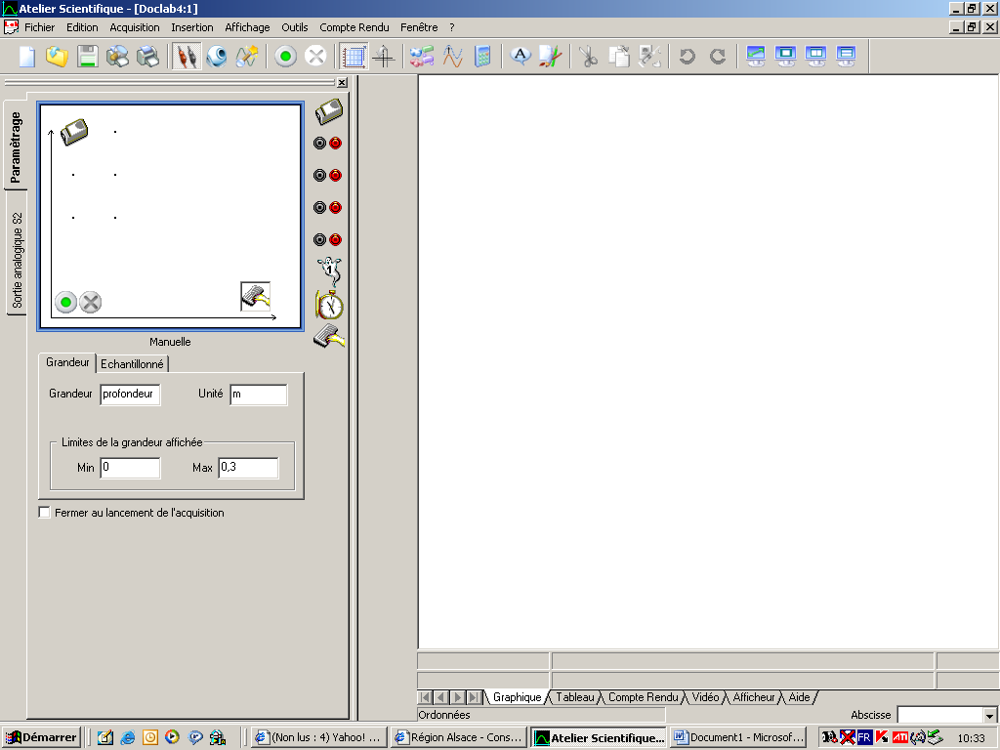 Atelier Scientifique - [Doclab4:1]
Fichier Edition Acquisition Insertion Affichage Outils Compte Rendu Fenêtre ?
Paramètrage
Sortie analogique S2
1
Manuelle
Grandeur Echantillonné
Grandeur profondeur Unité m
Limites de la grandeur affichée
Min 0 Max 0,3
Fermer au lancement de l'acquisition
Graphique Tableau Compte Rendu Vidéo Afficheur Aide
Ordonnées Abscisse
Démarrer (Non lus : 4) Yahoo! ... Région Alsace - Cons... Atelier Scientifique... Document1 - Microsof... FR 10:33